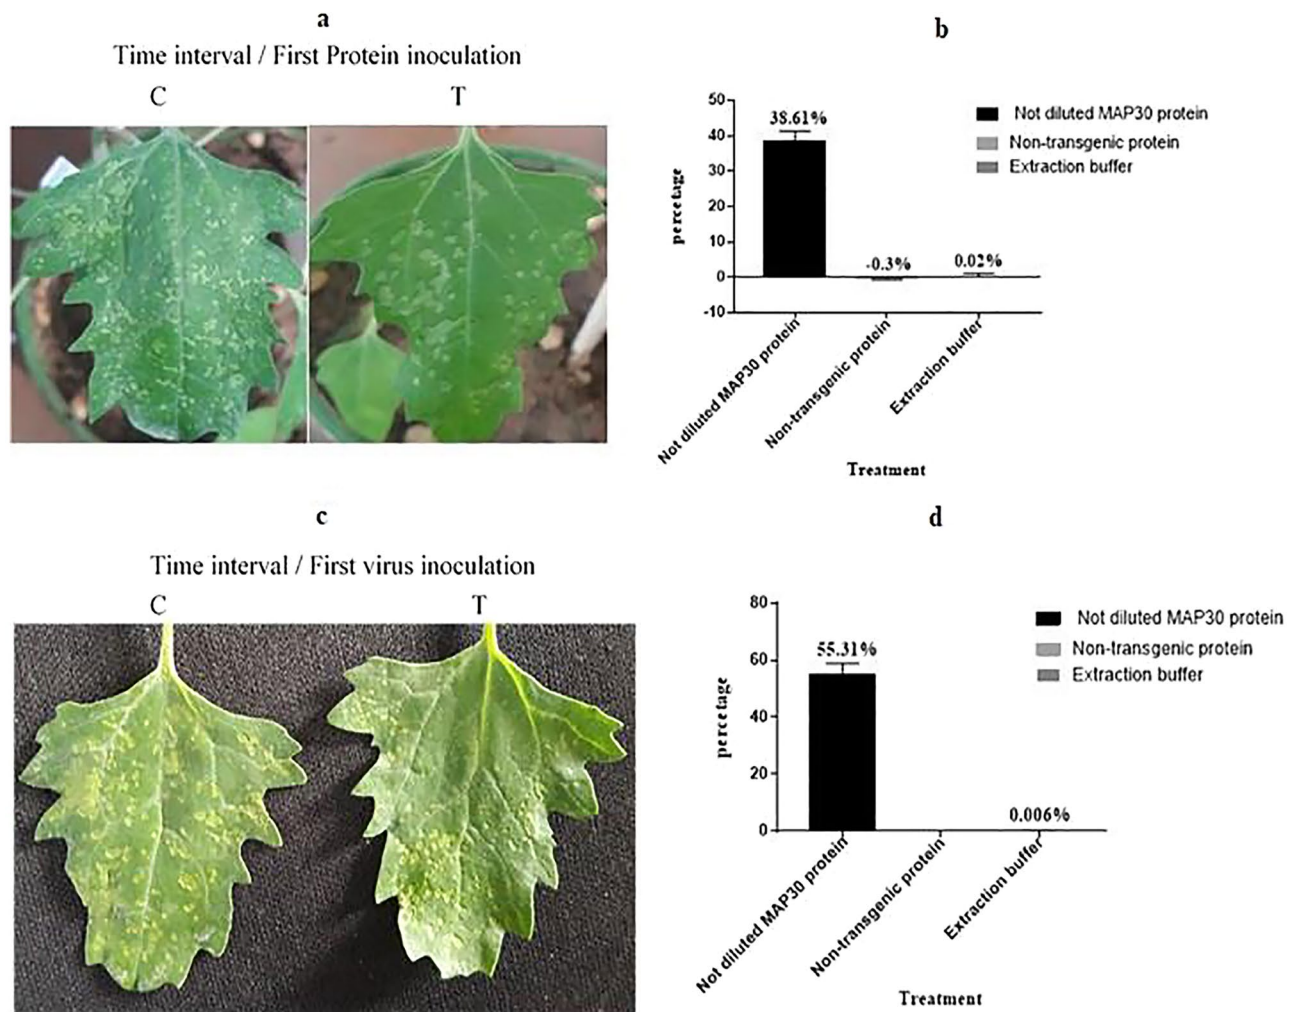 a
Time interval / First Protein inoculation
C T
b
percetage
50
40
30
20
10
0
-10
38.61%
-0.3%
0.02%
Not diluted MAP30 protein
Non-transgenic protein
Extraction buffer
Not diluted MAP30 protein
Non-transgenic protein
Extraction buffer
Treatment
c
Time interval / First virus inoculation
C T
d
percetage
80
60
40
20
0
55.31%
0.006%
Not diluted MAP30 protein
Non-transgenic protein
Extraction buffer
Not diluted MAP30 protein
Non-transgenic protein
Extraction buffer
Treatment